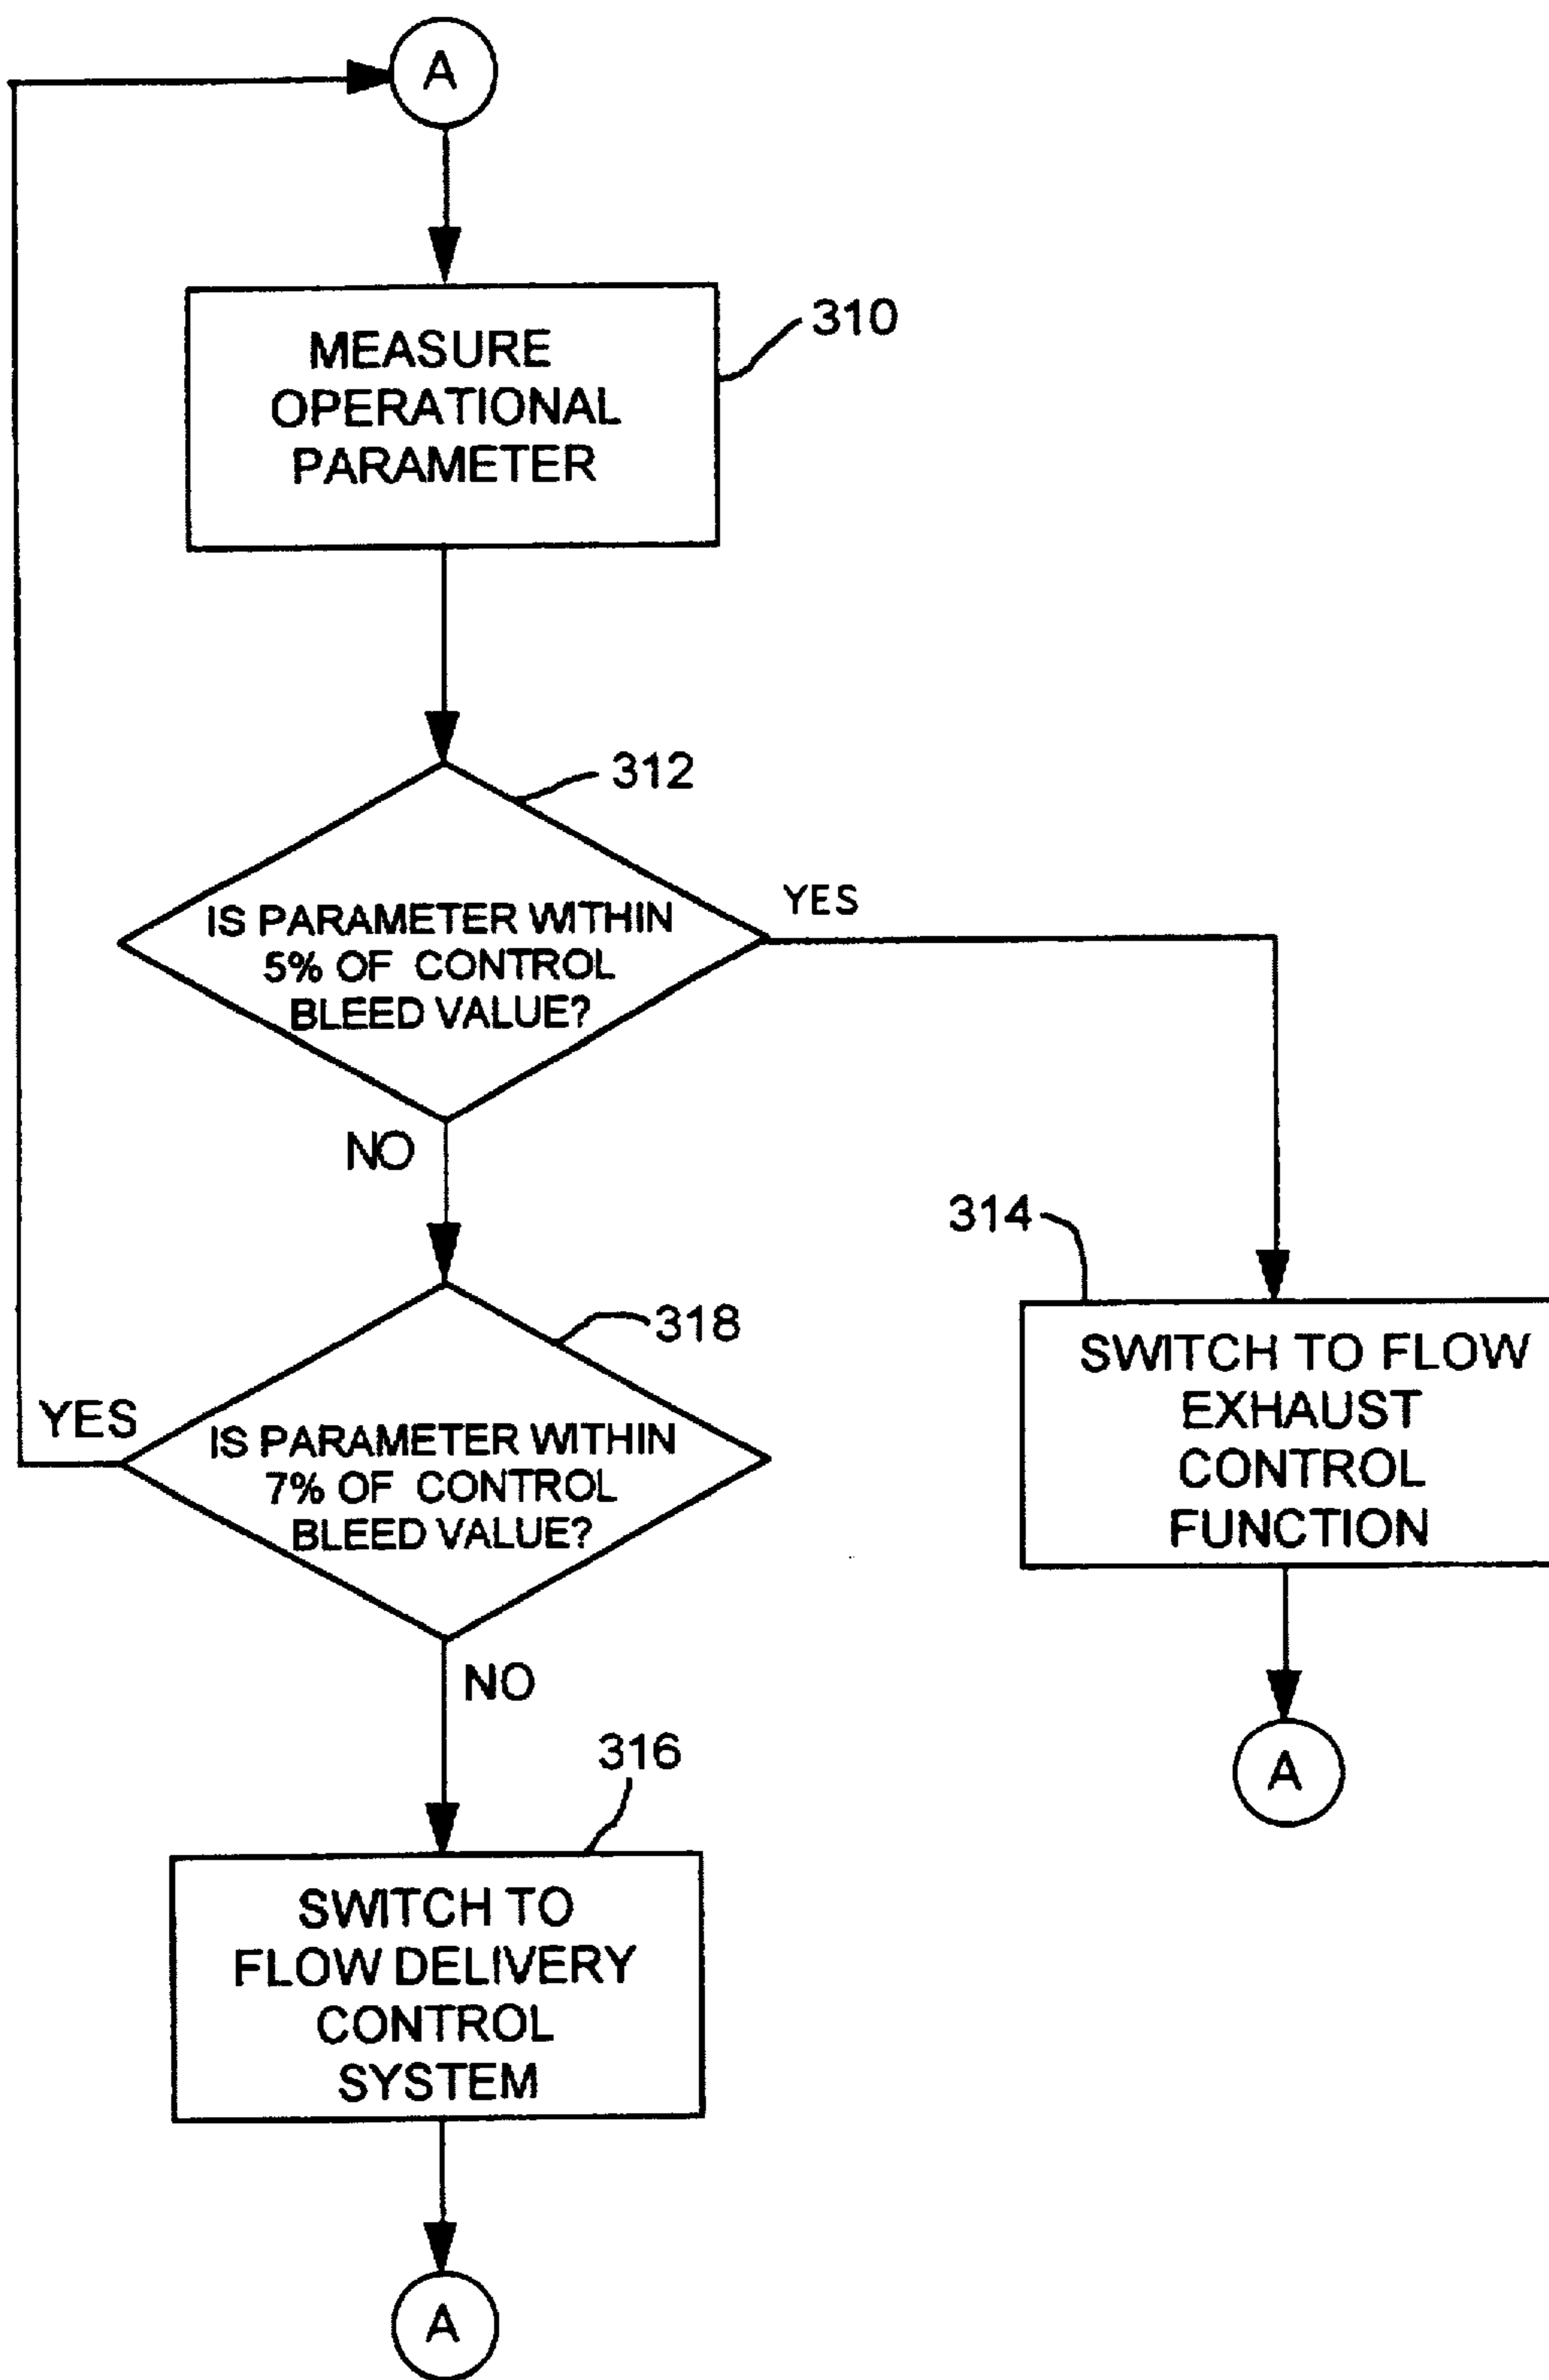 A
310
MEASURE
OPERATIONAL
PARAMETER
312
IS PARAMETER WITHIN
5% OF CONTROL
BLEED VALUE?
YES
NO
314
SWITCH TO FLOW
EXHAUST
CONTROL
FUNCTION
A
318
IS PARAMETER WITHIN
7% OF CONTROL
BLEED VALUE?
YES
NO
316
SWITCH TO
FLOW DELIVERY
CONTROL
SYSTEM
A